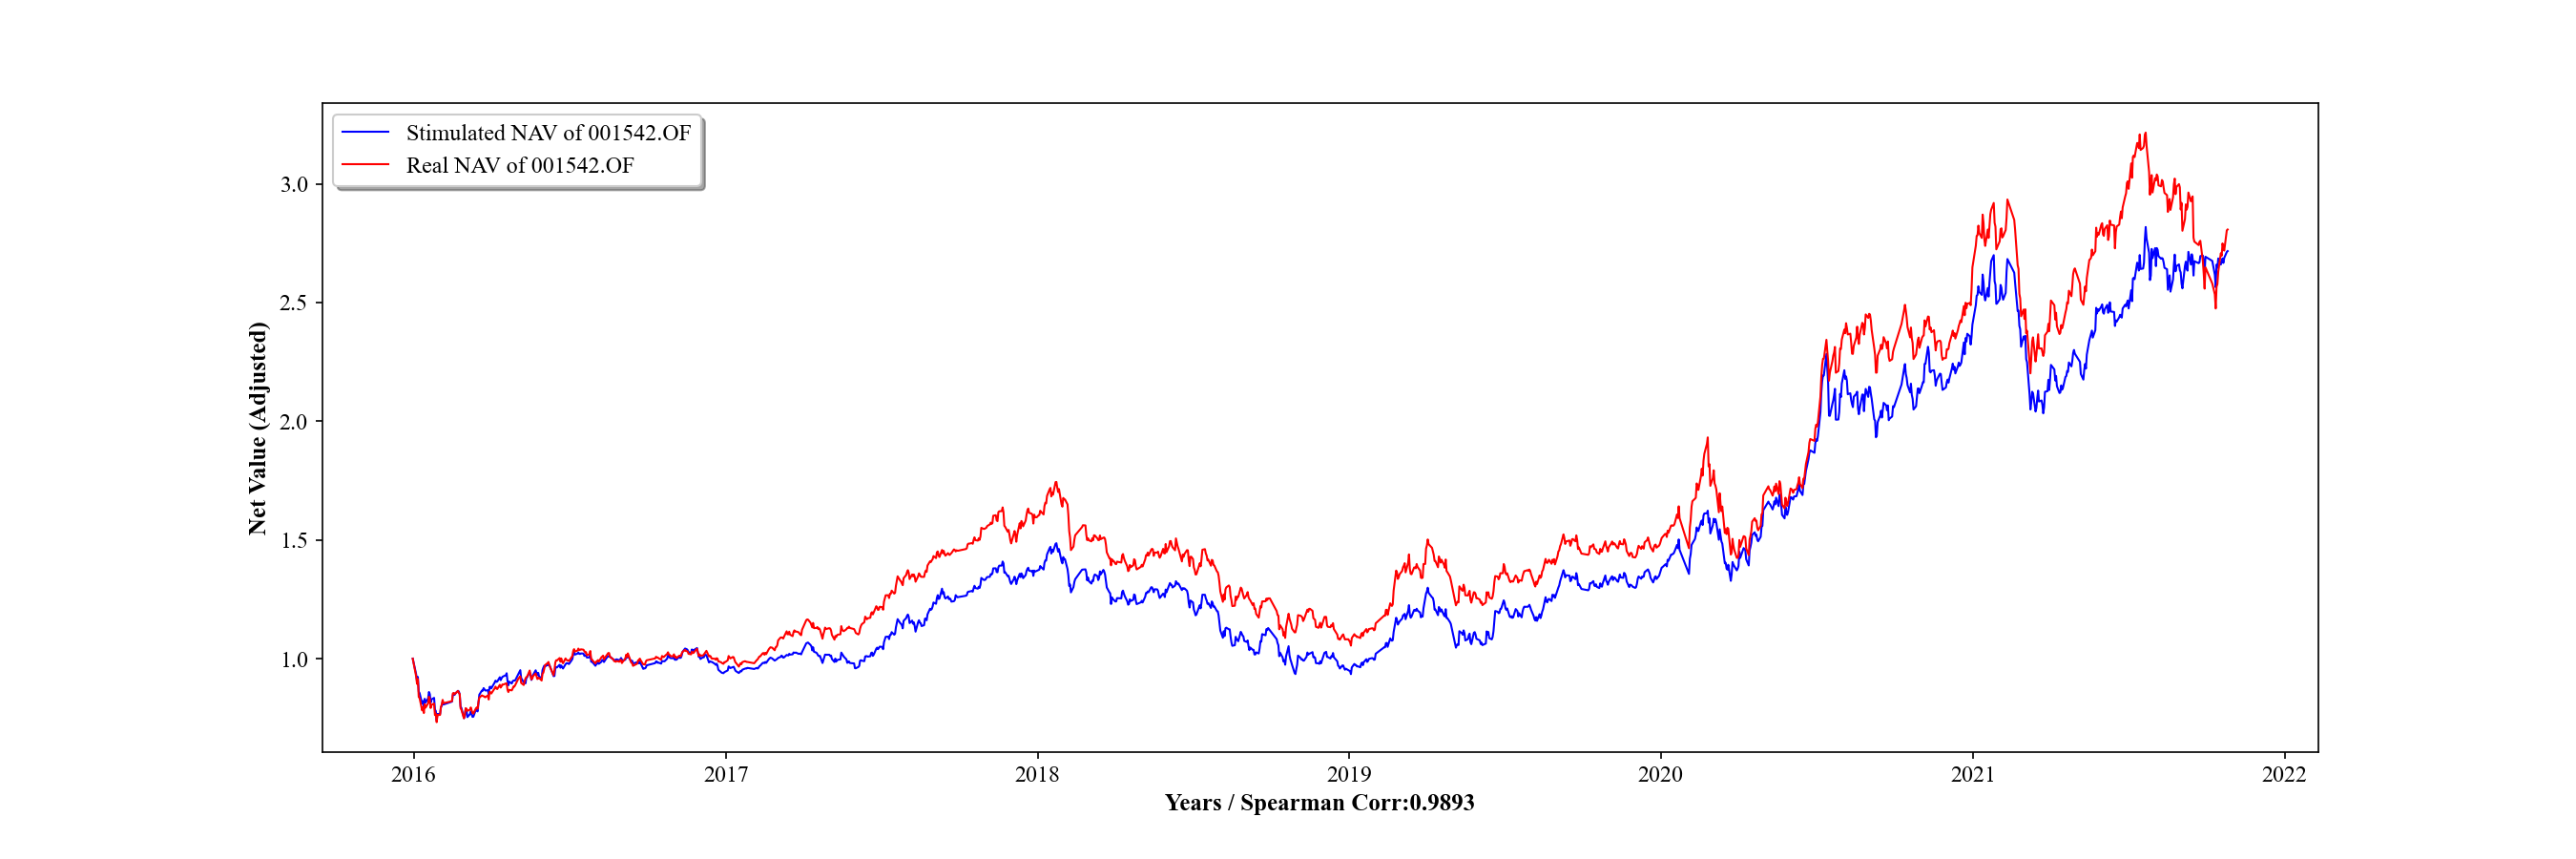 Stimulated NAV of 001542.OF
Real NAV of 001542.OF
Net Value (Adjusted)
3.0
2.5
2.0
1.5
1.0
2016 2017 2018 2019 2020 2021 2022
Years / Spearman Corr:0.9893